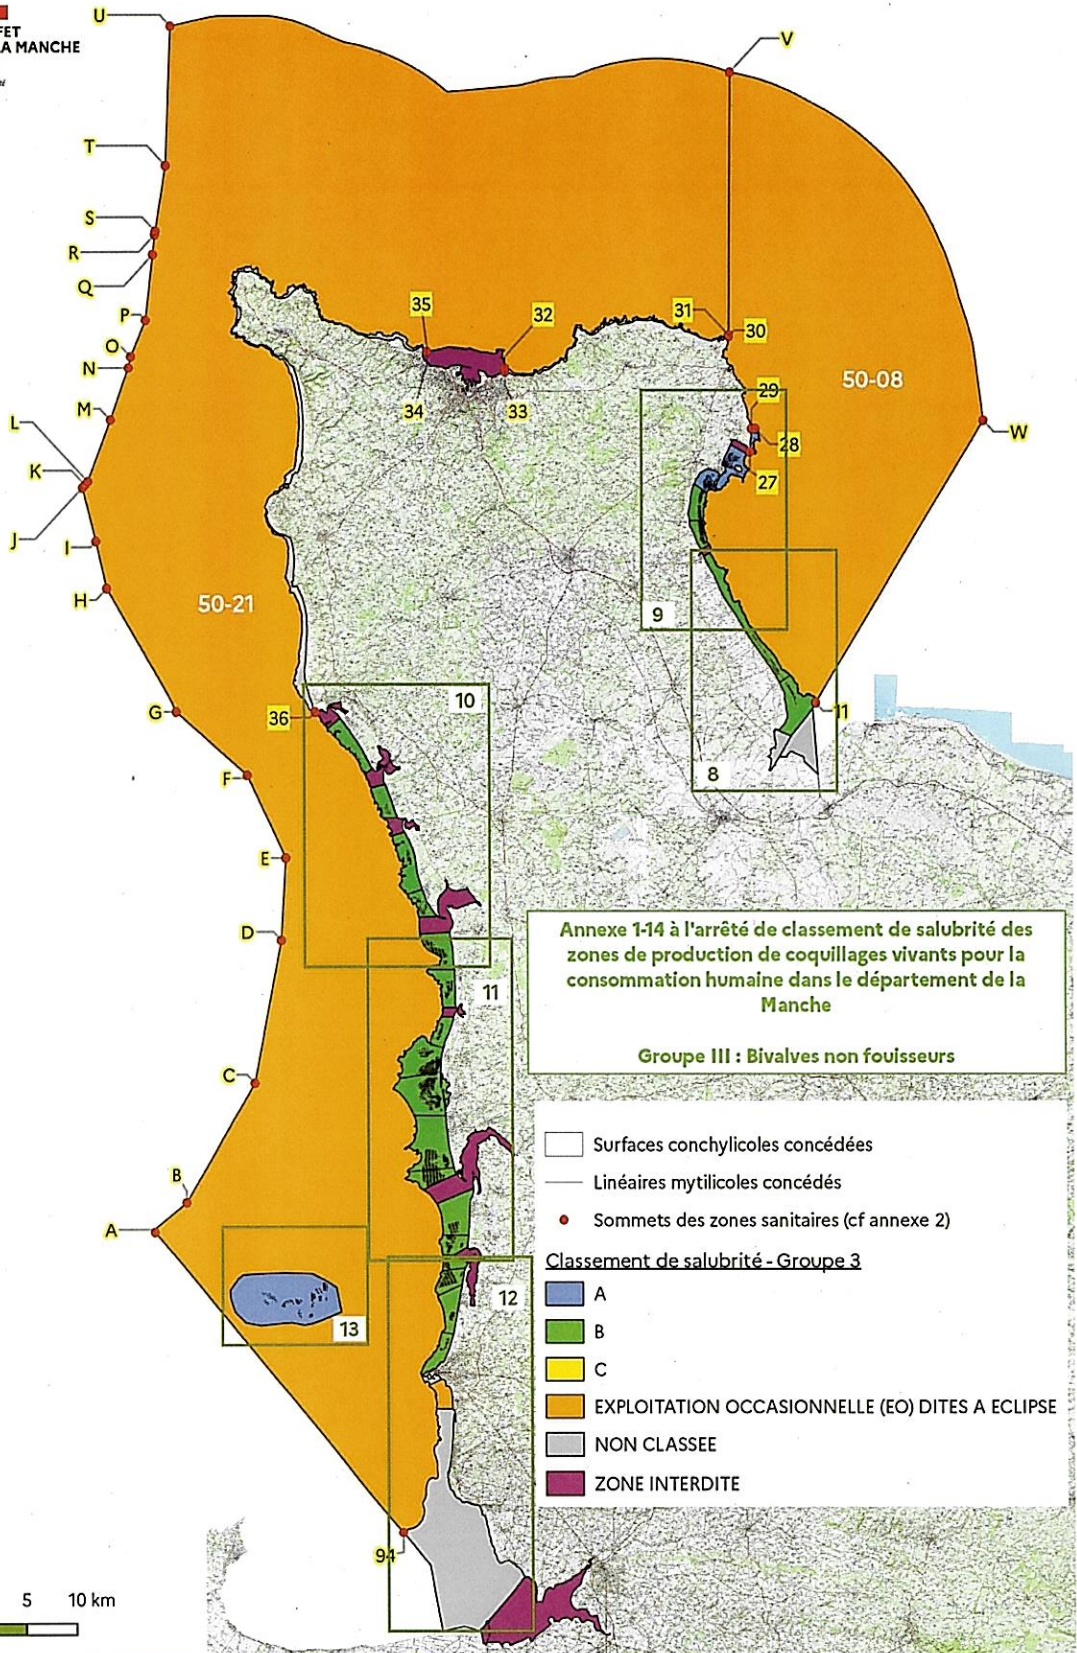 U
FET
LA MANCHE
V
T
S
R
Q
P
O
N
M
L
K
J
I
H
G
F
E
D
C
B
A
W
35
32
31
30
34
33
29
28
27
50-08
50-21
9
8
11
36
10
11
12
13
94
Annexe 1-14 à l'arrêté de classement de salubrité des
zones de production de coquillages vivants pour la
consommation humaine dans le département de la
Manche
Groupe III : Bivalves non fouisseurs
Surfaces conchylicoles concédées
Linéaires mytilicoles concédés
Sommets des zones sanitaires (cf annexe 2)
Classement de salubrité - Groupe 3
A
B
C
EXPLOITATION OCCASIONNELLE (EO) DITES A ECLIPSE
NON CLASSEE
ZONE INTERDITE
5 10 km